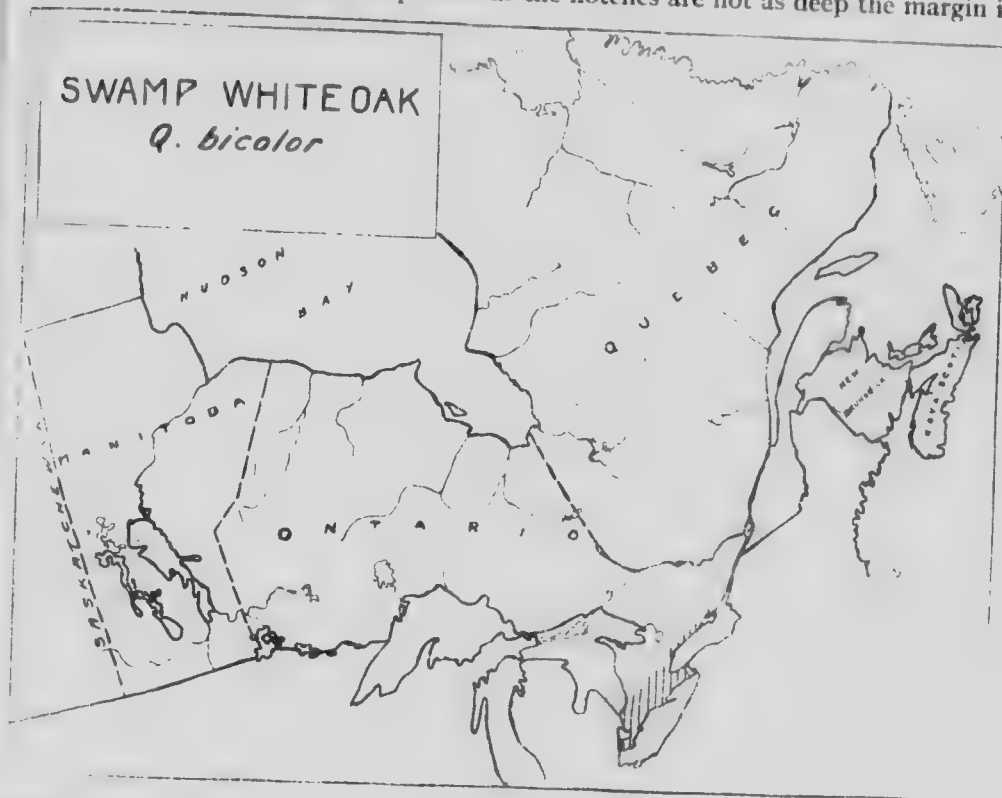 the notches are not as deep the margin
SWAMP WHITE OAK
Q. bicolor
HUDSON
BAY
QUEBEC
MANITOBA
SASKATCHEWAN
ONTARIO
NEW
BRUNSWICK
NOVA SCOTIA